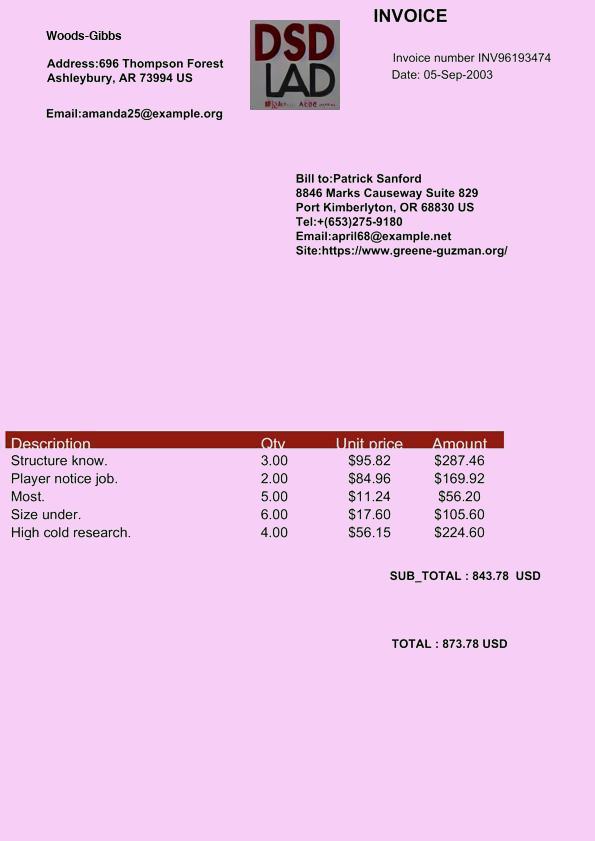 INVOICE
Woods-Gibbs
Address:696 Thompson Forest
Ashleybury, AR 73994 US
Email:amanda25@example.org
DSD
LAD
Invoice number INV96193474
Date: 05-Sep-2003
Bill to:Patrick Sanford
8846 Marks Causeway Suite 829
Port Kimberlyton, OR 68830 US
Tel:+(653)275-9180
Email:april68@example.net
Site:https://www.greene-guzman.org/
Description Qty Unit price Amount
Structure know. 3.00 $95.82 $287.46
Player notice job. 2.00 $84.96 $169.92
Most. 5.00 $11.24 $56.20
Size under. 6.00 $17.60 $105.60
High cold research. 4.00 $56.15 $224.60
SUB_TOTAL : 843.78 USD
TOTAL : 873.78 USD